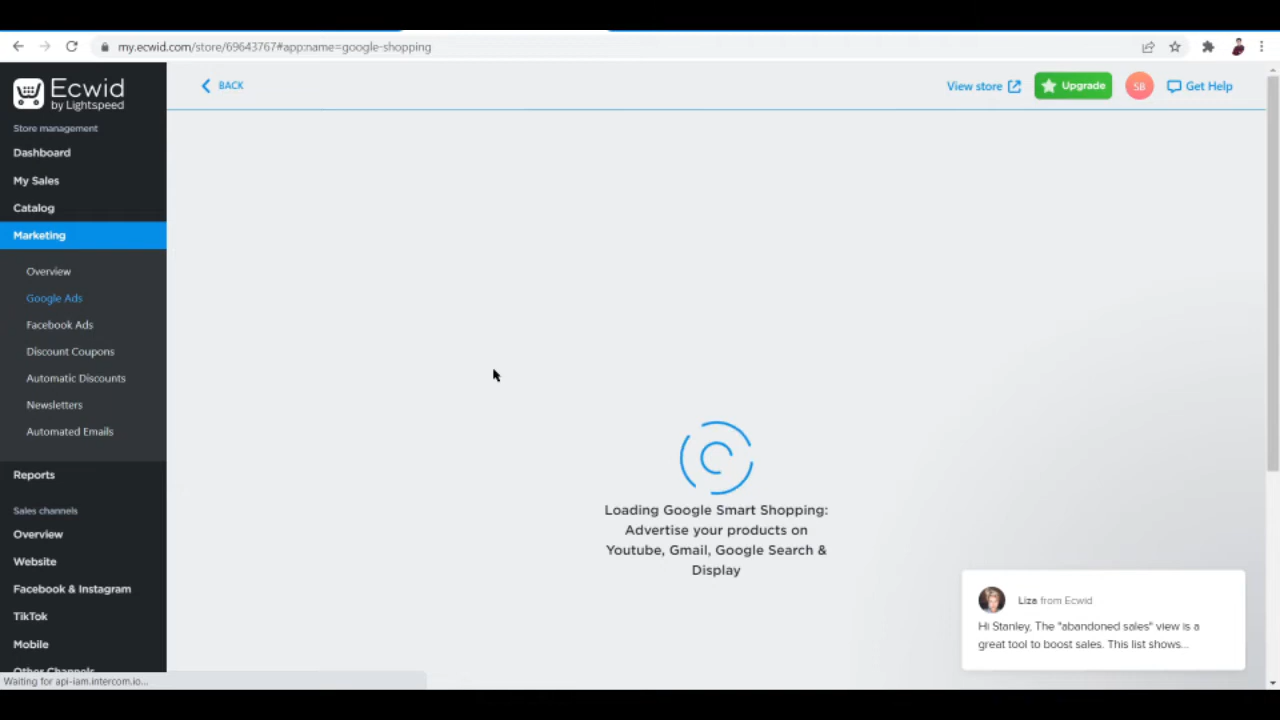 my.ecwid.com/store/69643767#app:name=google-shopping
Ecwid
by Lightspeed
BACK
View store
Upgrade
SB
Get Help
Store management
Dashboard
My Sales
Catalog
Marketing
Overview
Google Ads
Facebook Ads
Discount Coupons
Automatic Discounts
Newsletters
Automated Emails
Reports
Sales channels
Overview
Website
Facebook & Instagram
TikTok
Mobile
Other Channels
Loading Google Smart Shopping:
Advertise your products on
Youtube, Gmail, Google Search &
Display
Liza from Ecwid
Hi Stanley, The "abandoned sales" view is a
great tool to boost sales. This list shows...
Waiting for api-iam.intercom.io...